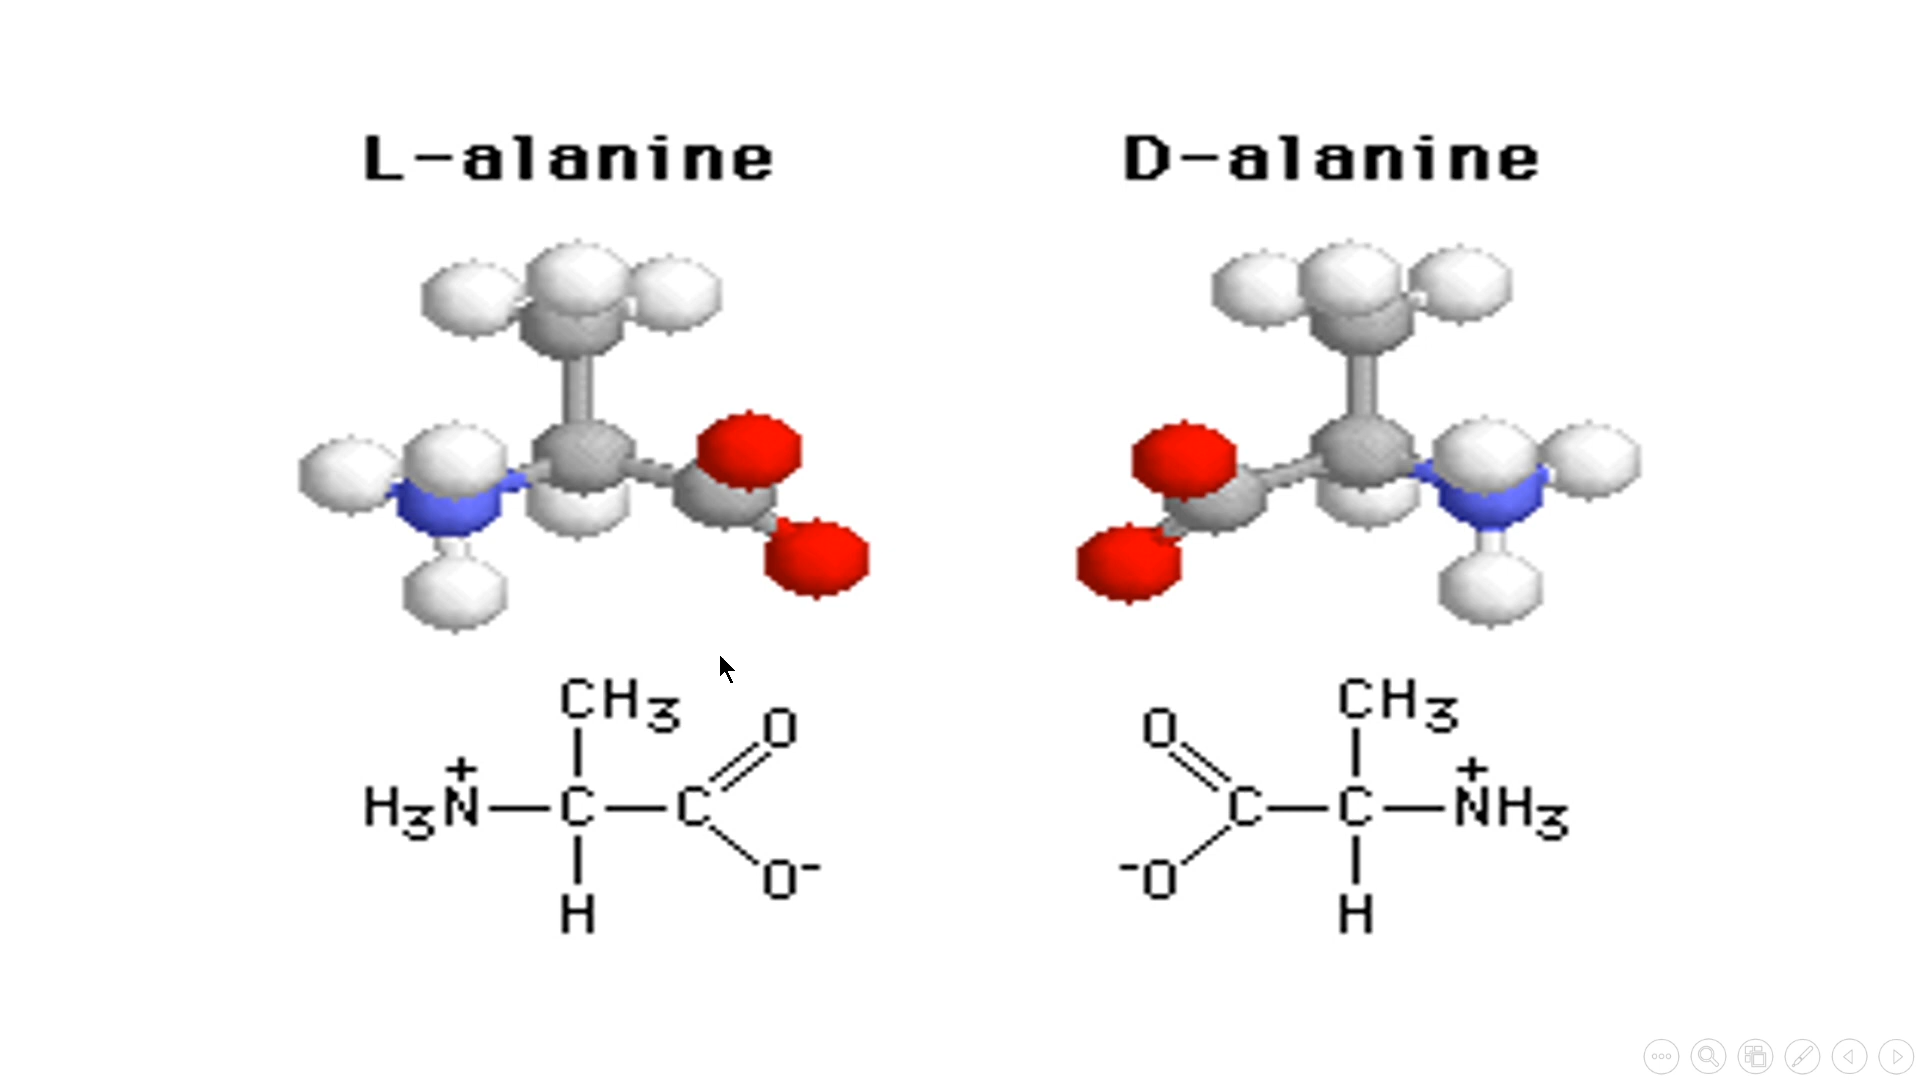 L-alanine
D-alanine
CH3
O
H3N+ C C
O-
H
CH3
O
C C NH3+
-O
H